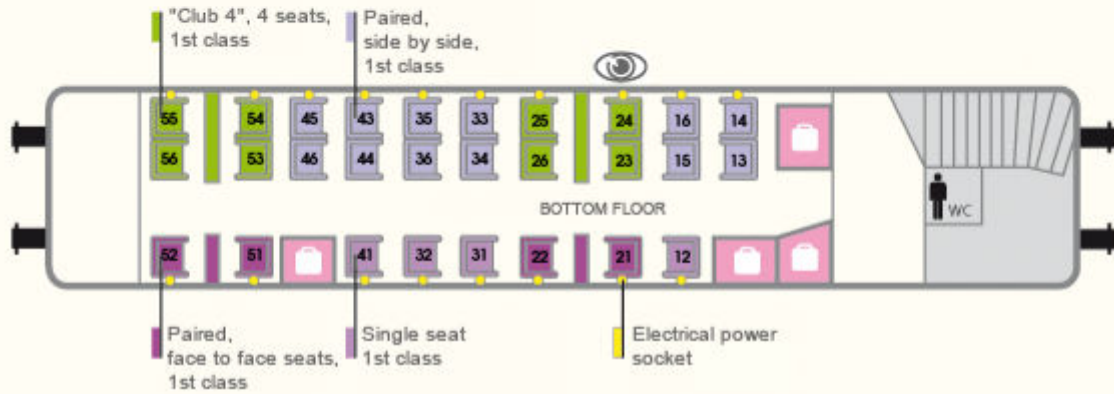 "Club 4", 4 seats,
1st class
Paired,
side by side,
1st class
55 54 45 43 35 33 25 24 16 14
56 53 46 44 36 34 26 23 15 13
BOTTOM FLOOR
WC
52 51 41 32 31 22 21 12
Paired,
face to face seats,
1st class
Single seat
1st class
Electrical power
socket